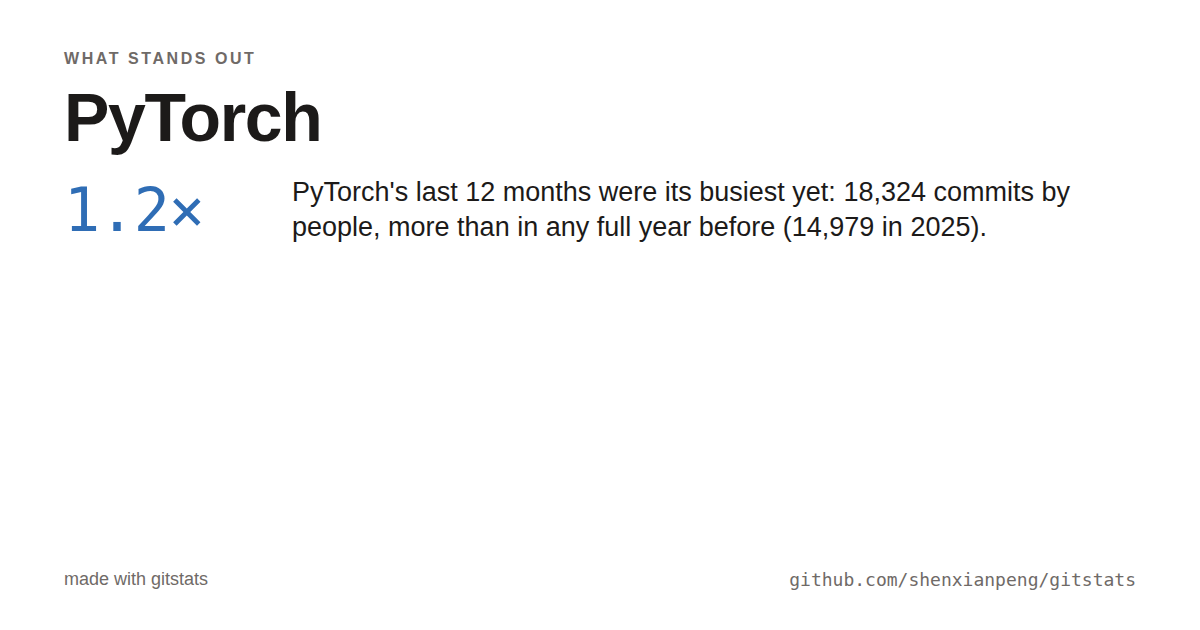 WHAT STANDS OUT
PyTorch
1.2×
PyTorch's last 12 months were its busiest yet: 18,324 commits by
people, more than in any full year before (14,979 in 2025).
made with gitstats
github.com/shenxianpeng/gitstats